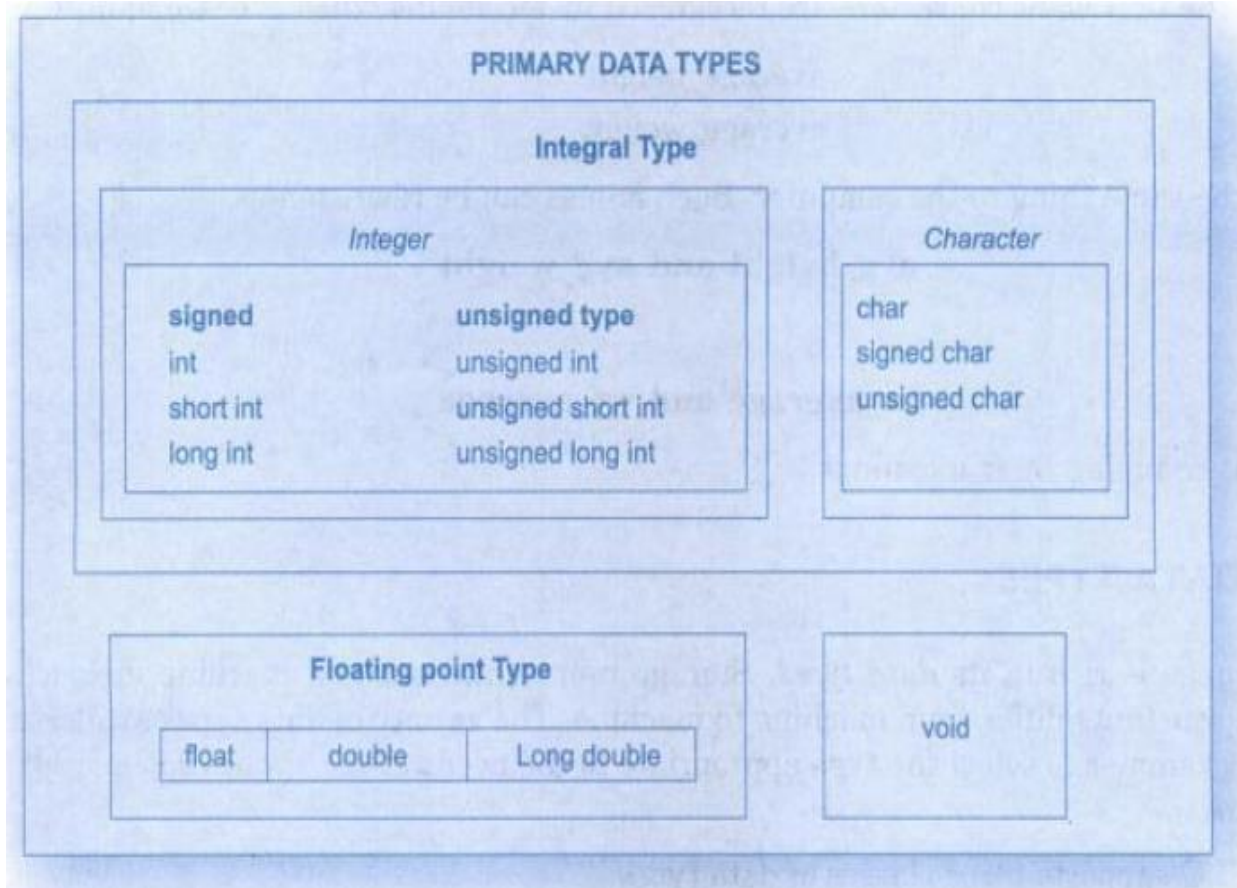 PRIMARY DATA TYPES
Integral Type
Integer
signed unsigned type
int unsigned int
short int unsigned short int
long int unsigned long int
Character
char
signed char
unsigned char
Floating point Type
float double Long double
void